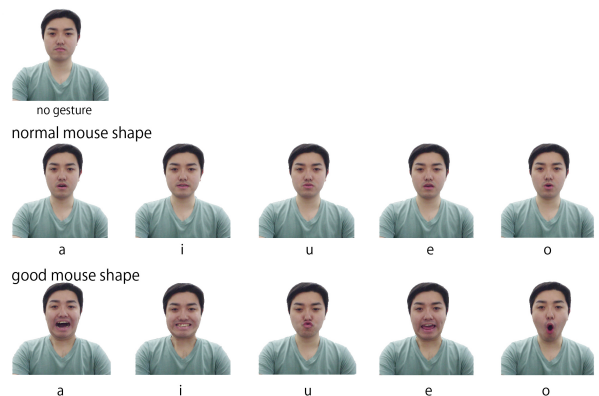 no gesture
normal mouse shape
a i u e o
good mouse shape
a i u e o